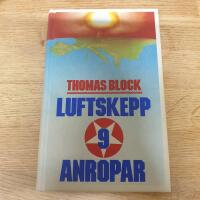 THOMAS BLOCK
LUFTSKEPP
9
ANROPAR